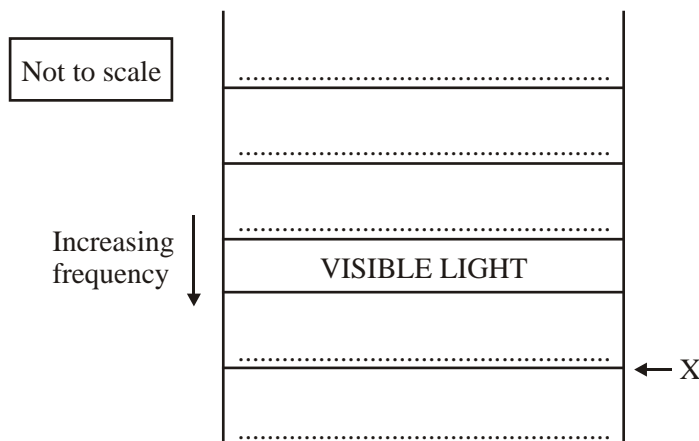 Not to scale
Increasing
frequency
VISIBLE LIGHT
X